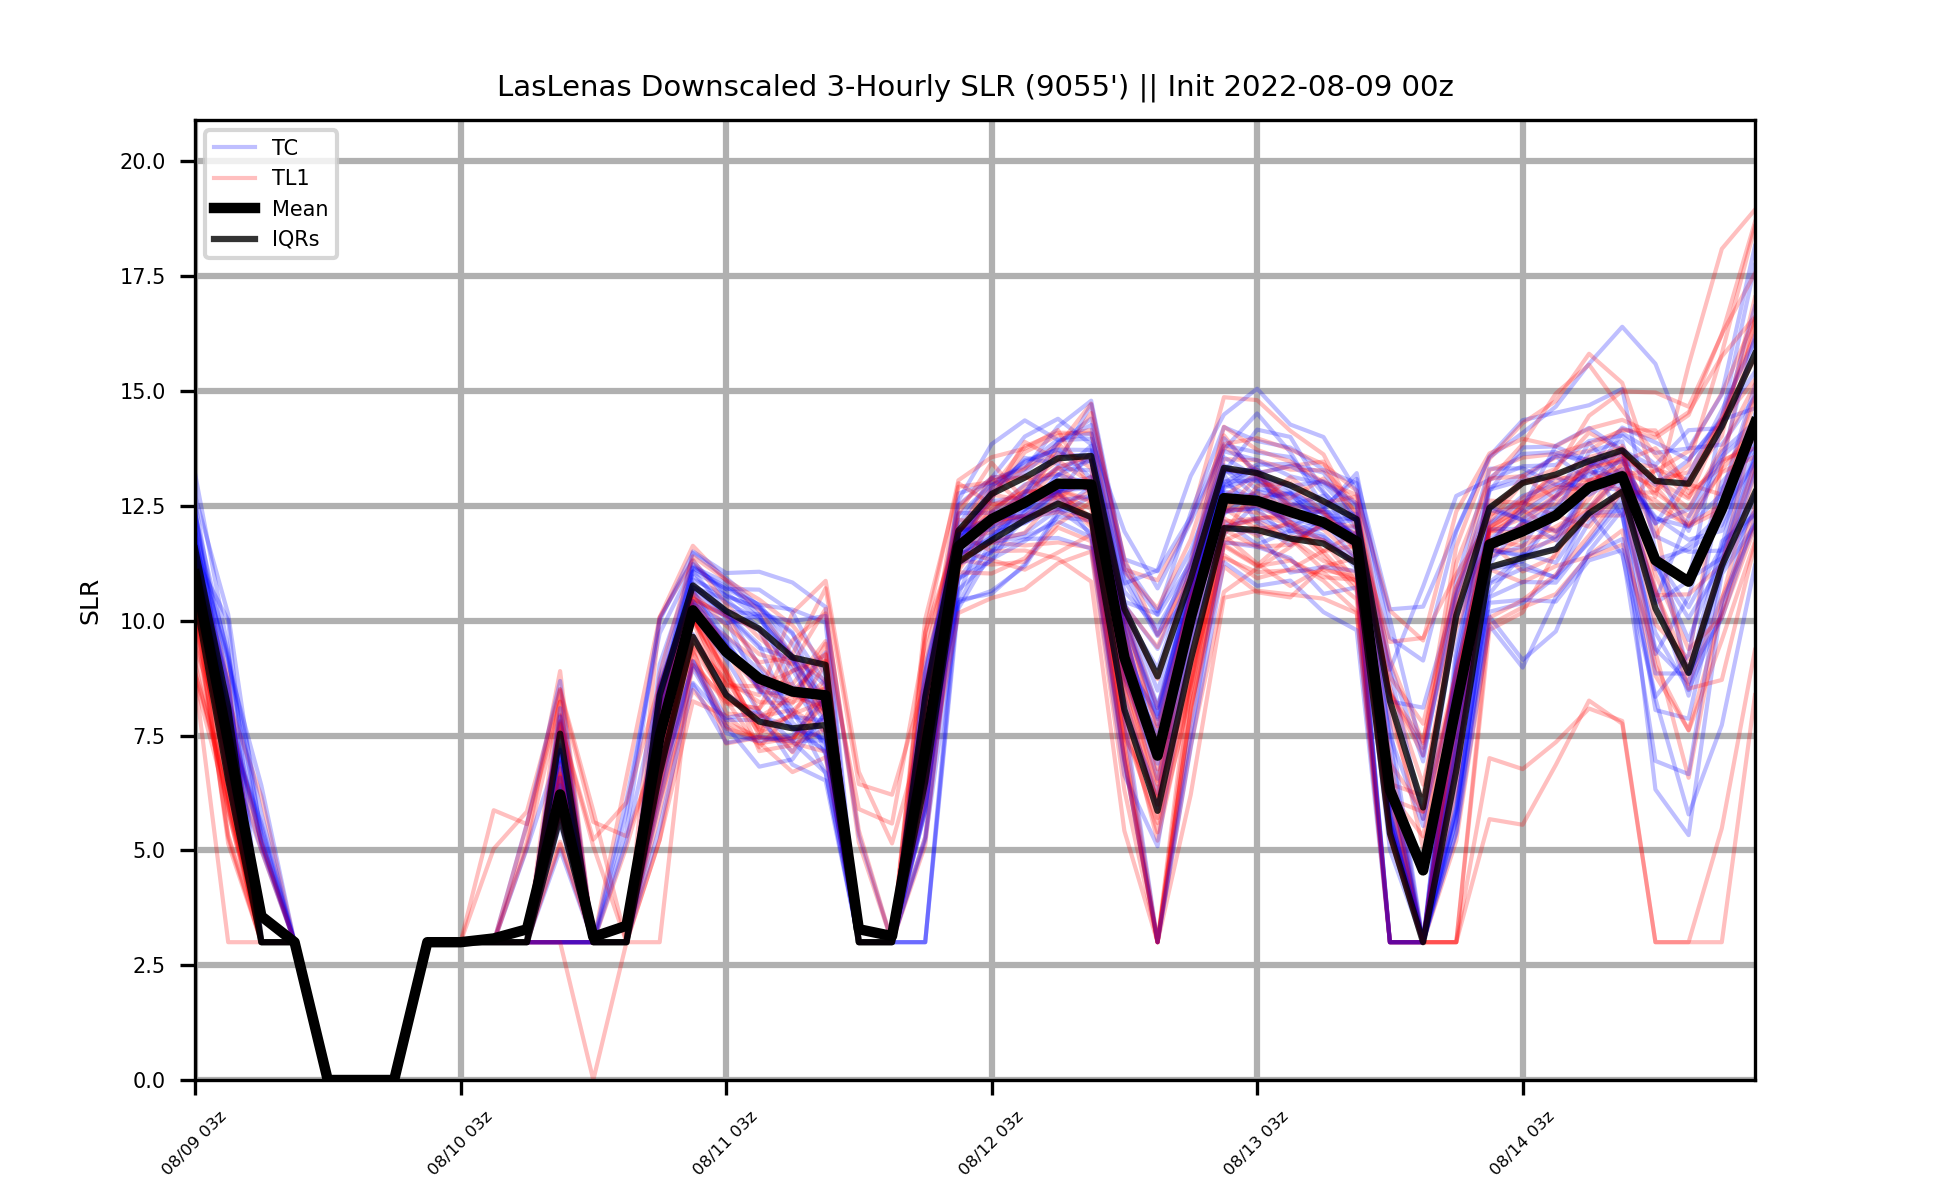 LasLenas Downscaled 3-Hourly SLR (9055') || Init 2022-08-09 00z
TC
TL1
Mean
IQRs
SLR
20.0
17.5
15.0
12.5
10.0
7.5
5.0
2.5
0.0
08/09 03z
08/10 03z
08/11 03z
08/12 03z
08/13 03z
08/14 03z